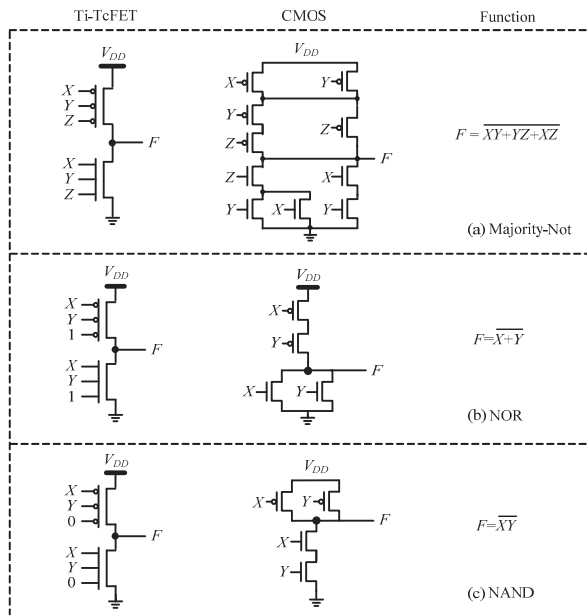 Ti-TcFET CMOS Function
V_DD V_DD
X X Y
Y Y
Z Z Z
F F F = \overline{XY+YZ+XZ}
X Z X
Y
Z Y X Y
(a) Majority-Not
V_DD V_DD
X X
Y Y
1
F F F=\overline{X+Y}
X X Y
Y
1
(b) NOR
V_DD V_DD
X X Y
Y
0
F F F=\overline{XY}
X X
Y Y
0
(c) NAND